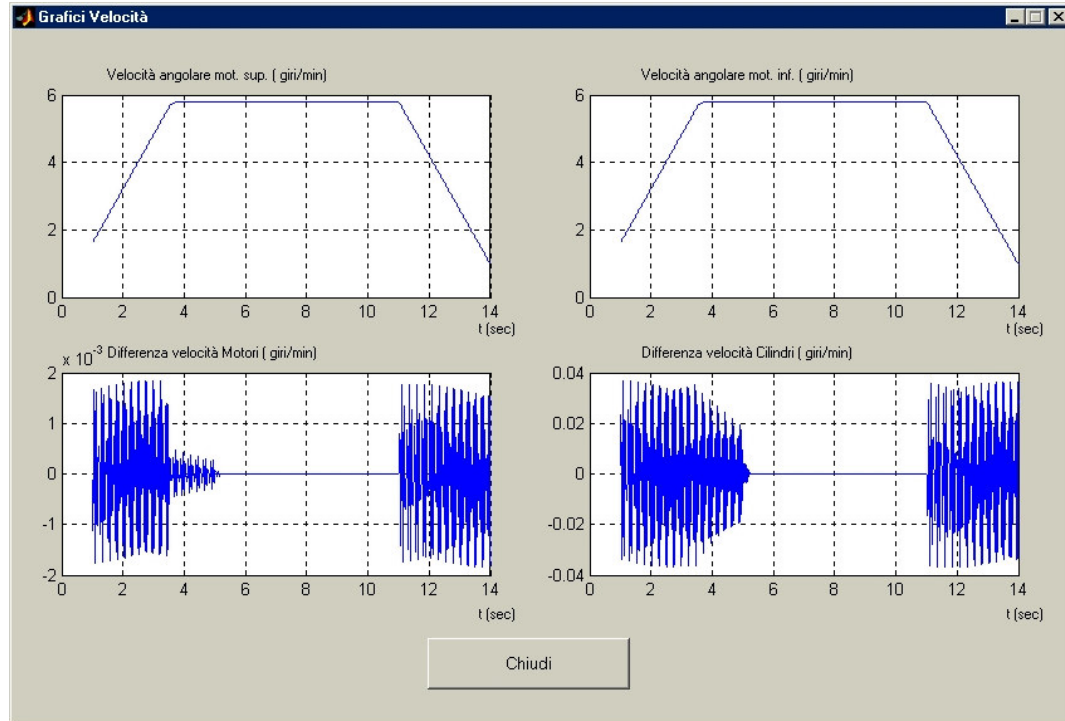 Grafici Velocità
Velocità angolare mot. sup. ( giri/min)
6
4
2
0
0 2 4 6 8 10 12 14
t (sec)
Velocità angolare mot. inf. ( giri/min)
6
4
2
0
0 2 4 6 8 10 12 14
t (sec)
x 10-3 Differenza velocità Motori ( giri/min)
2
1
0
-1
-2
0 2 4 6 8 10 12 14
t (sec)
Differenza velocità Cilindri ( giri/min)
0.04
0.02
0
-0.02
-0.04
0 2 4 6 8 10 12 14
t (sec)
Chiudi